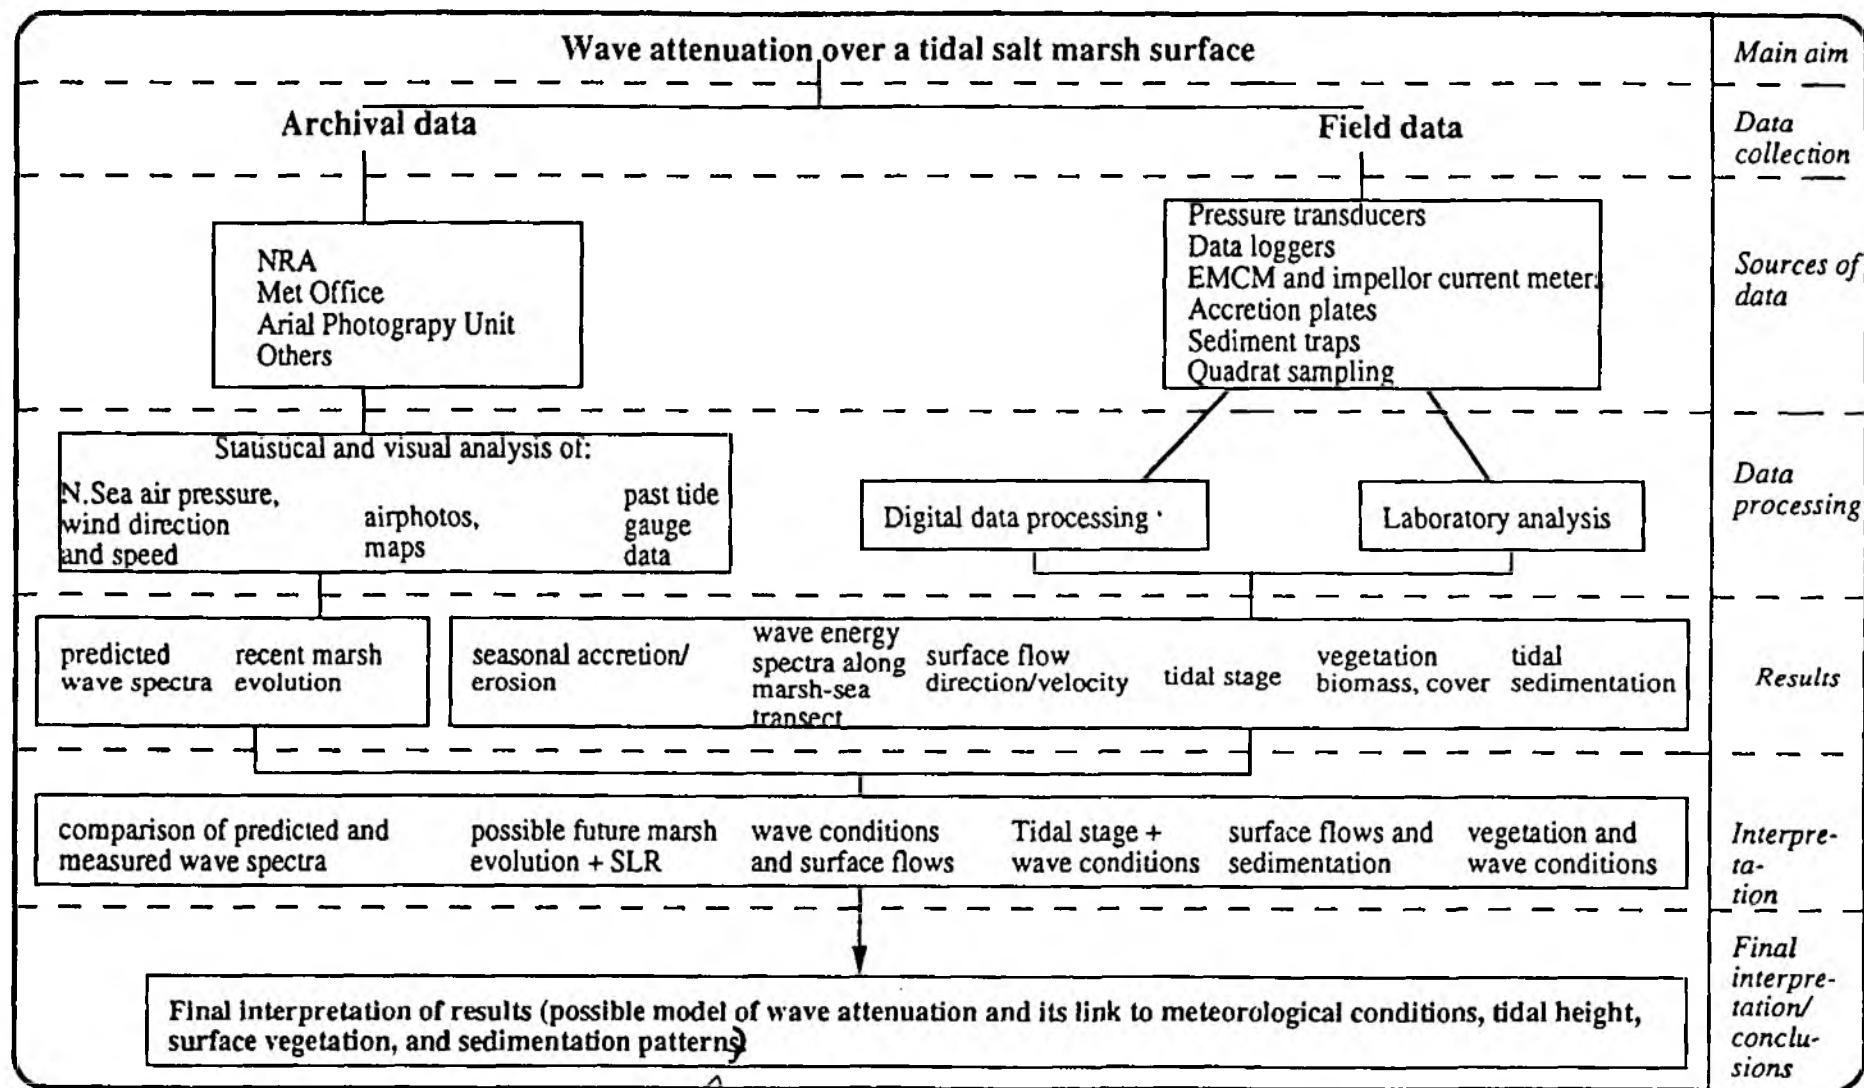 Wave attenuation over a tidal salt marsh surface
Main aim
Archival data
Field data
Data
collection
NRA
Met Office
Arial Photograpy Unit
Others
Pressure transducers
Data loggers
EMCM and impellor current meters
Accretion plates
Sediment traps
Quadrat sampling
Sources of
data
Statistical and visual analysis of:
N.Sea air pressure,
wind direction
and speed
airphotos,
maps
past tide
gauge
data
Digital data processing
Laboratory analysis
Data
processing
predicted
wave spectra
recent marsh
evolution
seasonal accretion/
erosion
wave energy
spectra along
marsh-sea
transect
surface flow
direction/velocity
tidal stage
vegetation
biomass, cover
tidal
sedimentation
Results
comparison of predicted and
measured wave spectra
possible future marsh
evolution + SLR
wave conditions
and surface flows
Tidal stage +
wave conditions
surface flows and
sedimentation
vegetation and
wave conditions
Interpre-
ta-
tion
Final interpretation of results (possible model of wave attenuation and its link to meteorological conditions, tidal height,
surface vegetation, and sedimentation patterns)
Final
interpre-
tation/
conclu-
sions